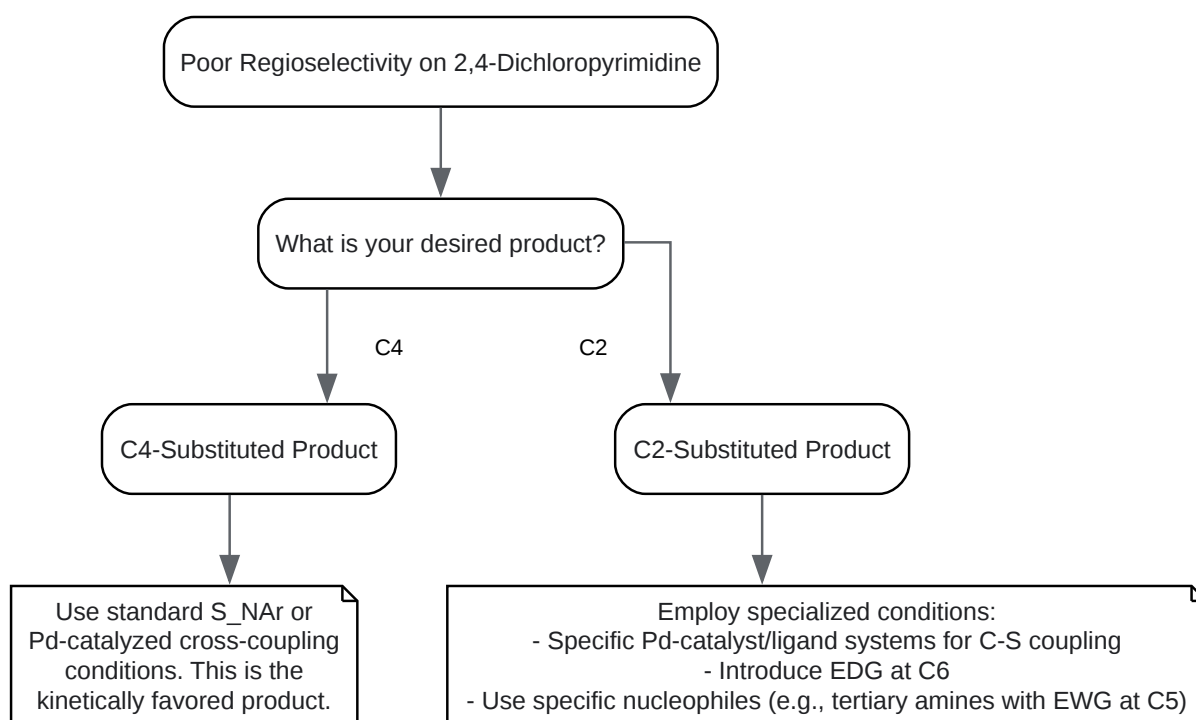 Poor Regioselectivity on 2,4-Dichloropyrimidine
What is your desired product?
C4
C2
C4-Substituted Product
C2-Substituted Product
Use standard S_NAr or
Pd-catalyzed cross-coupling
conditions. This is the
kinetically favored product.
Employ specialized conditions:
- Specific Pd-catalyst/ligand systems for C-S coupling
- Introduce EDG at C6
- Use specific nucleophiles (e.g., tertiary amines with EWG at C5)